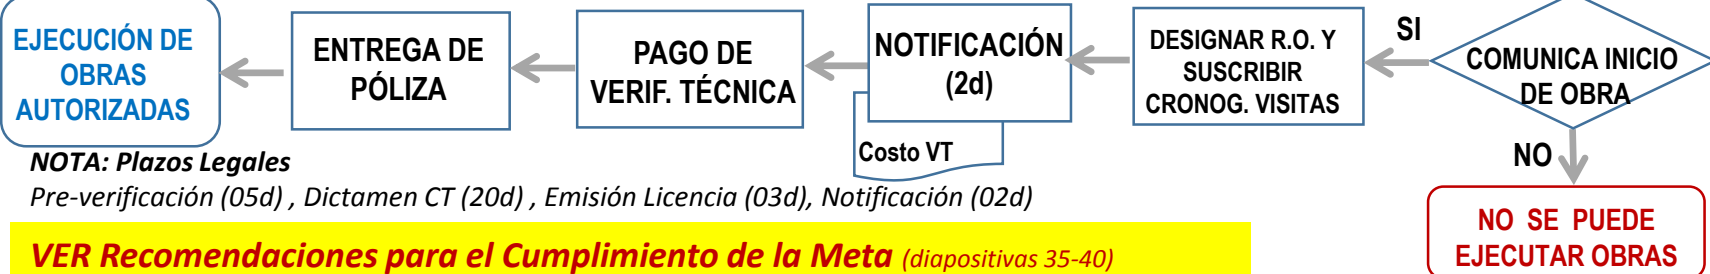 EJECUCIÓN DE
OBRAS
AUTORIZADAS
ENTREGA DE
PÓLIZA
PAGO DE
VERIF. TÉCNICA
NOTIFICACIÓN
(2d)
Costo VT
DESIGNAR R.O. Y
SUSCRIBIR
CRONOG. VISITAS
SI
COMUNICA INICIO
DE OBRA
NO
NO SE PUEDE
EJECUTAR OBRAS
NOTA: Plazos Legales
Pre-verificación (05d) , Dictamen CT (20d) , Emisión Licencia (03d), Notificación (02d)
VER Recomendaciones para el Cumplimiento de la Meta (diapositivas 35-40)